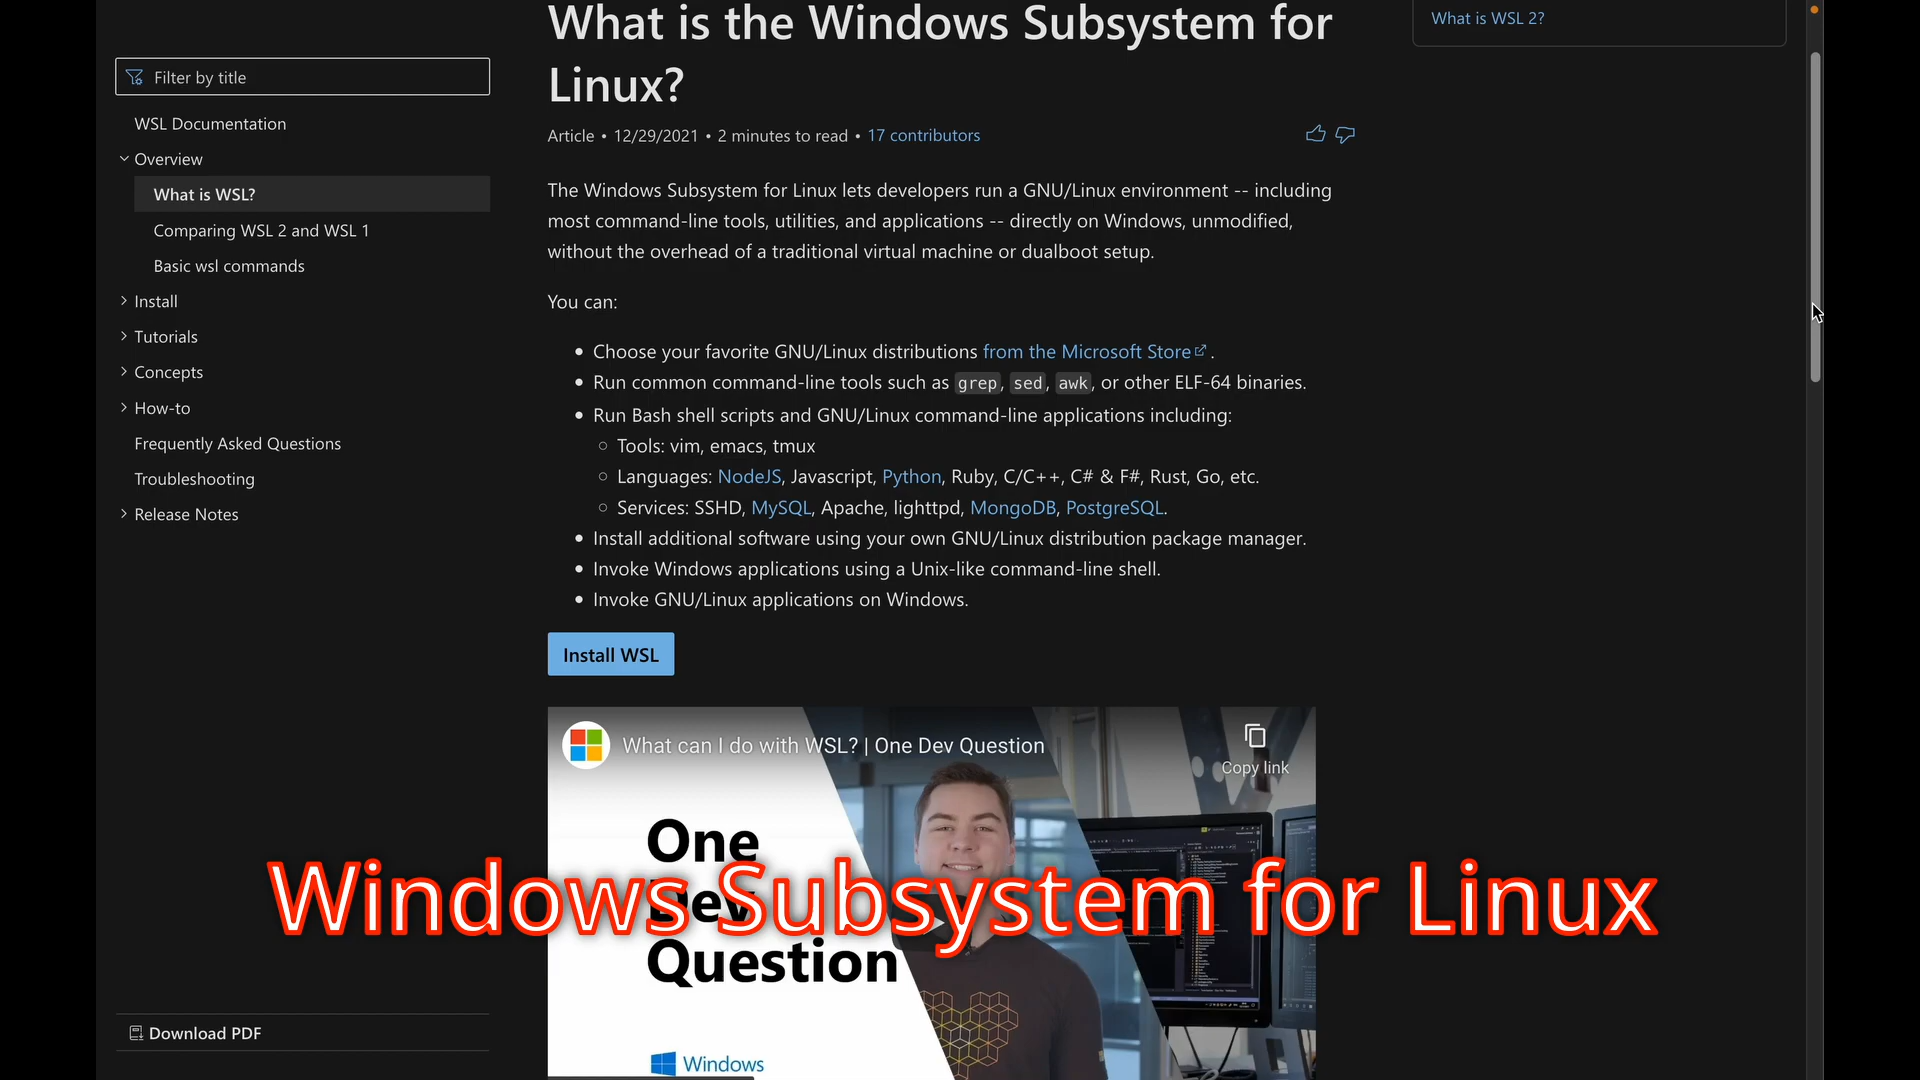 What is the Windows Subsystem for
Linux?
What is WSL 2?
Filter by title
WSL Documentation
Overview
What is WSL?
Comparing WSL 2 and WSL 1
Basic wsl commands
Install
Tutorials
Concepts
How-to
Frequently Asked Questions
Troubleshooting
Release Notes
Download PDF
Article • 12/29/2021 • 2 minutes to read • 17 contributors
The Windows Subsystem for Linux lets developers run a GNU/Linux environment -- including
most command-line tools, utilities, and applications -- directly on Windows, unmodified,
without the overhead of a traditional virtual machine or dualboot setup.
You can:
• Choose your favorite GNU/Linux distributions from the Microsoft Store.
• Run common command-line tools such as grep, sed, awk, or other ELF-64 binaries.
• Run Bash shell scripts and GNU/Linux command-line applications including:
○ Tools: vim, emacs, tmux
○ Languages: NodeJS, Javascript, Python, Ruby, C/C++, C# & F#, Rust, Go, etc.
○ Services: SSHD, MySQL, Apache, lighttpd, MongoDB, PostgreSQL.
• Install additional software using your own GNU/Linux distribution package manager.
• Invoke Windows applications using a Unix-like command-line shell.
• Invoke GNU/Linux applications on Windows.
Install WSL
What can I do with WSL? | One Dev Question
Copy link
One
Dev
Question
Windows
Windows Subsystem for Linux